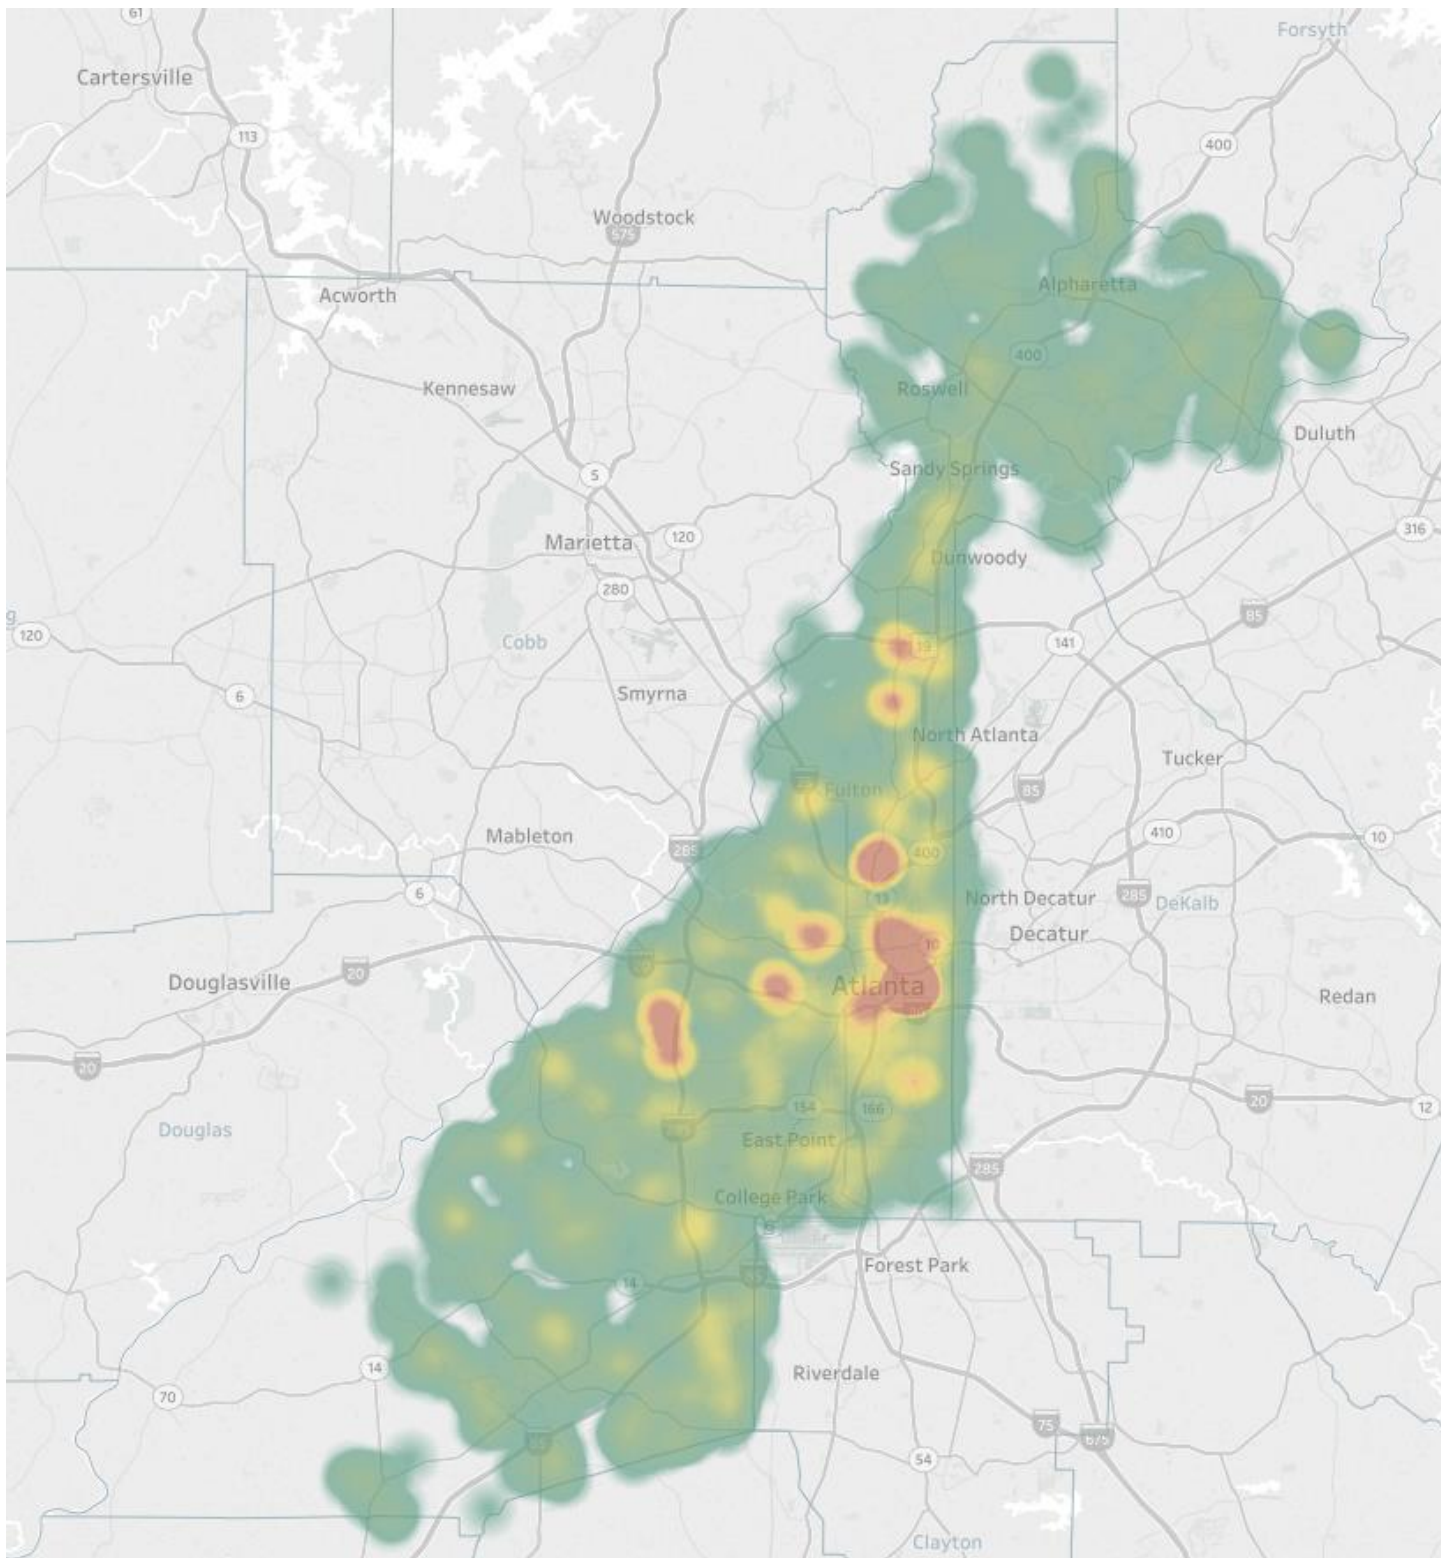 61
Forsyth
Cartersville
113
400
Woodstock
575
Acworth
Alpharetta
400
Kennesaw
Roswell
Duluth
Sandy Springs
5
316
Marietta
120
Dunwoody
280
85
120
Cobb
19
141
Smyrna
6
North Atlanta
Tucker
Fulton
85
Mableton
410
10
285
400
6
13
North Decatur
285
DeKalb
10
Decatur
20
Douglasville
Atlanta
Redan
20
20
154
166
12
Douglas
East Point
285
College Park
Forest Park
14
14
Riverdale
70
75
675
54
Clayton